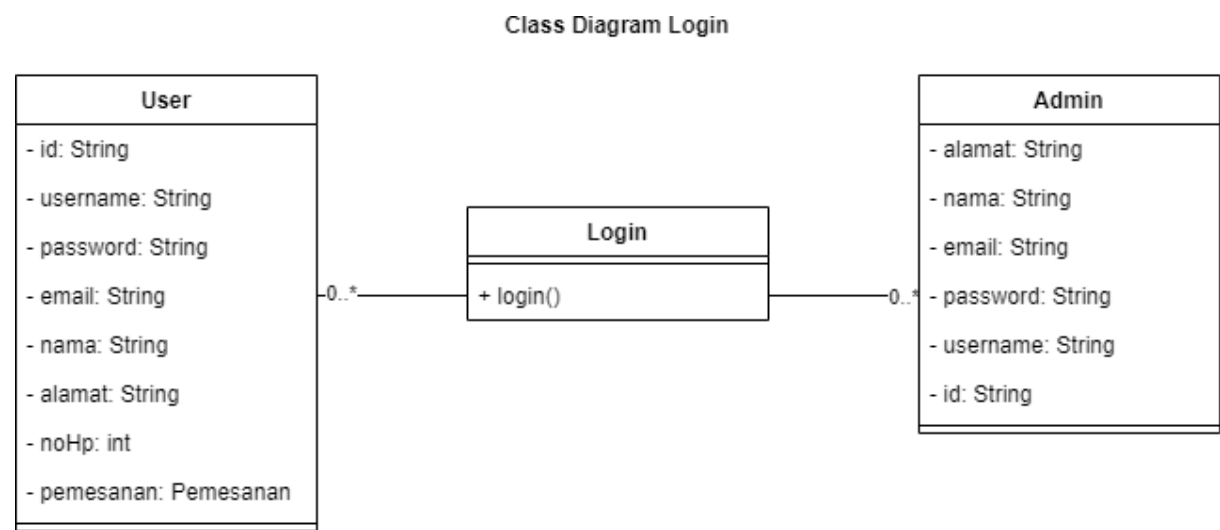 Class Diagram Login
User
- id: String
- username: String
- password: String
- email: String
- nama: String
- alamat: String
- noHp: int
- pemesanan: Pemesanan
0..*
Login
+ login()
0..*
Admin
- alamat: String
- nama: String
- email: String
- password: String
- username: String
- id: String